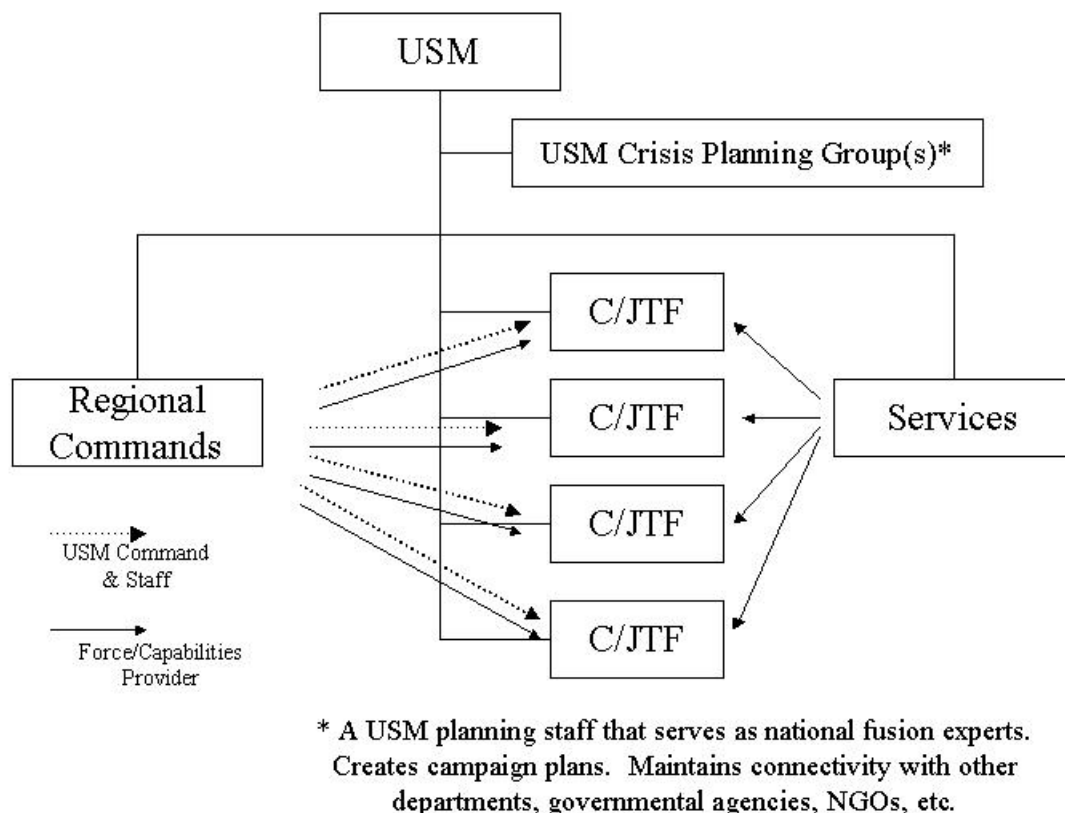 USM
USM Crisis Planning Group(s)*
C/JTF
Regional
Commands
C/JTF
Services
C/JTF
USM Command
& Staff
C/JTF
Force/Capabilities
Provider
* A USM planning staff that serves as national fusion experts.
Creates campaign plans.  Maintains connectivity with other
departments, governmental agencies, NGOs, etc.